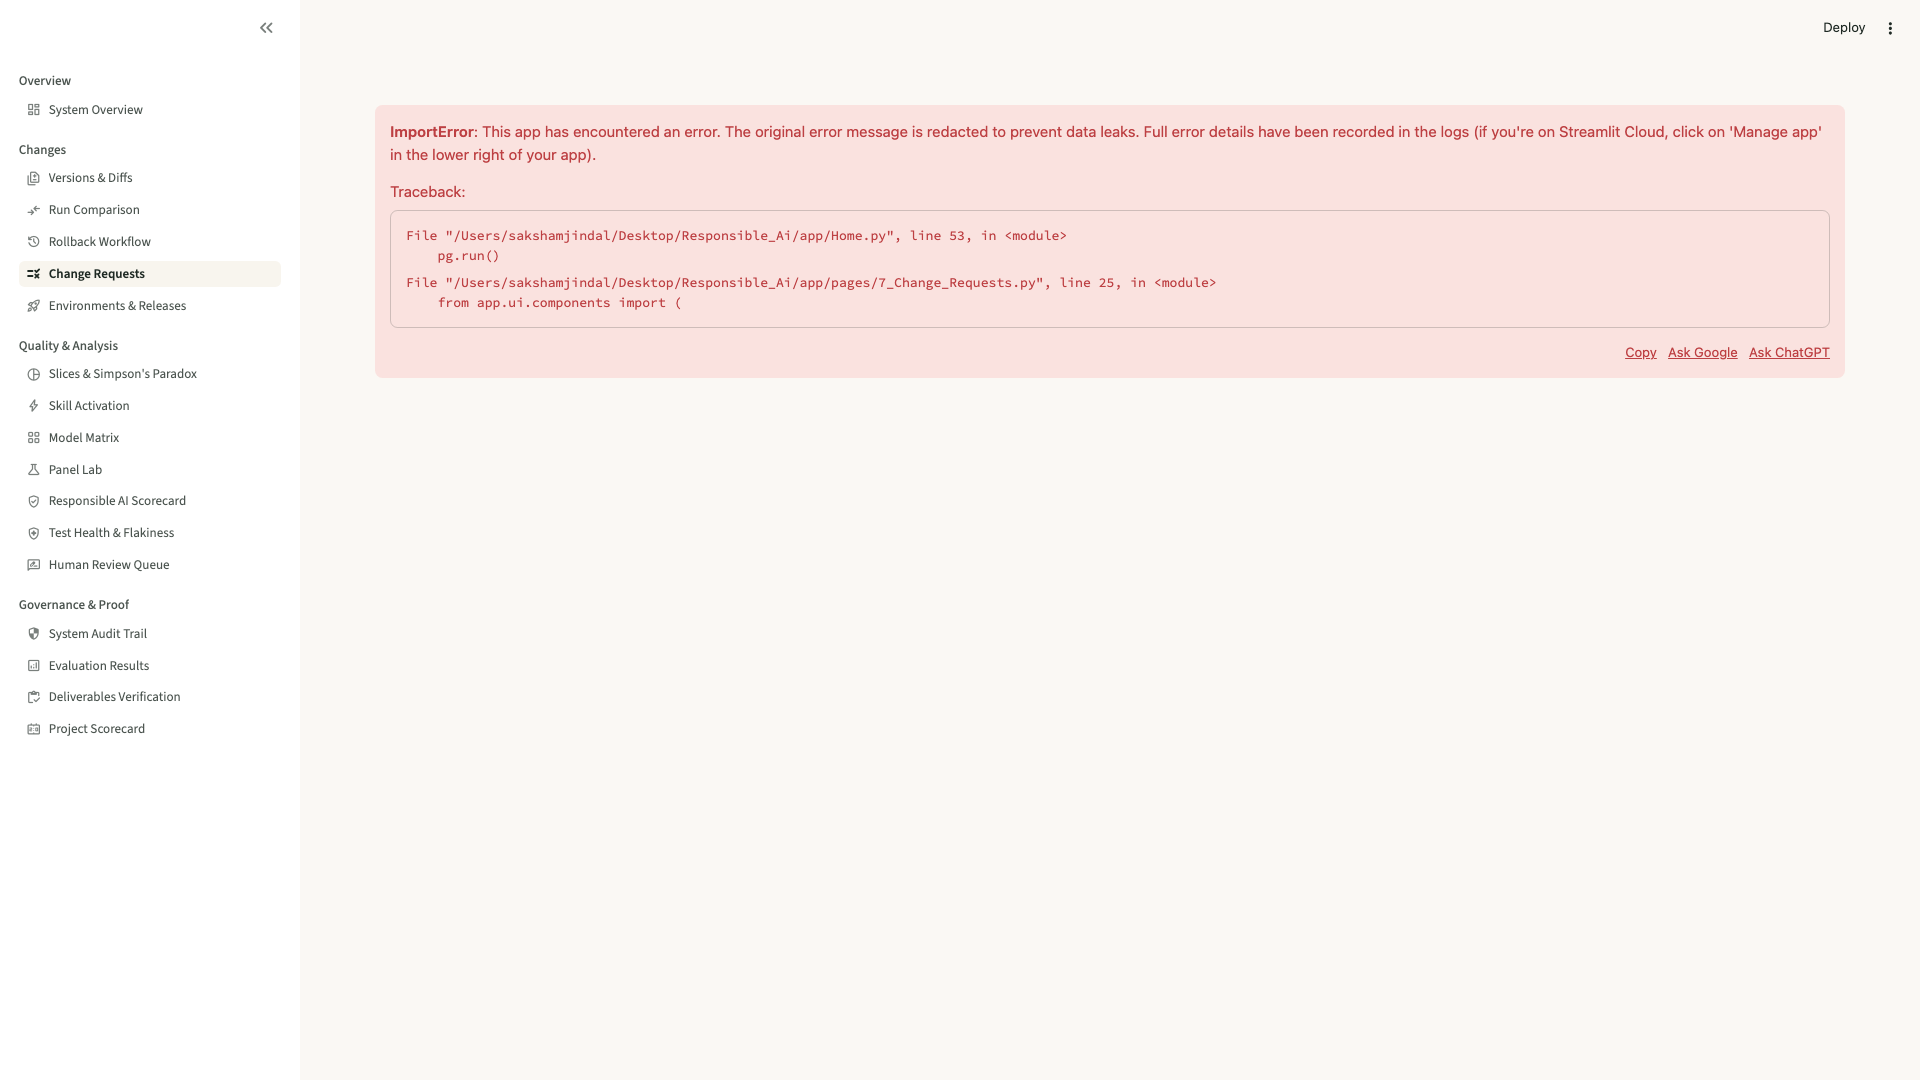 Deploy
Overview
System Overview
Changes
Versions & Diffs
Run Comparison
Rollback Workflow
Change Requests
Environments & Releases
Quality & Analysis
Slices & Simpson's Paradox
Skill Activation
Model Matrix
Panel Lab
Responsible AI Scorecard
Test Health & Flakiness
Human Review Queue
Governance & Proof
System Audit Trail
Evaluation Results
Deliverables Verification
Project Scorecard
ImportError: This app has encountered an error. The original error message is redacted to prevent data leaks. Full error details have been recorded in the logs (if you're on Streamlit Cloud, click on 'Manage app'
in the lower right of your app).
Traceback:
File "/Users/sakshamjindal/Desktop/Responsible_Ai/app/Home.py", line 53, in <module>
    pg.run()
File "/Users/sakshamjindal/Desktop/Responsible_Ai/app/pages/7_Change_Requests.py", line 25, in <module>
    from app.ui.components import (
Copy Ask Google Ask ChatGPT